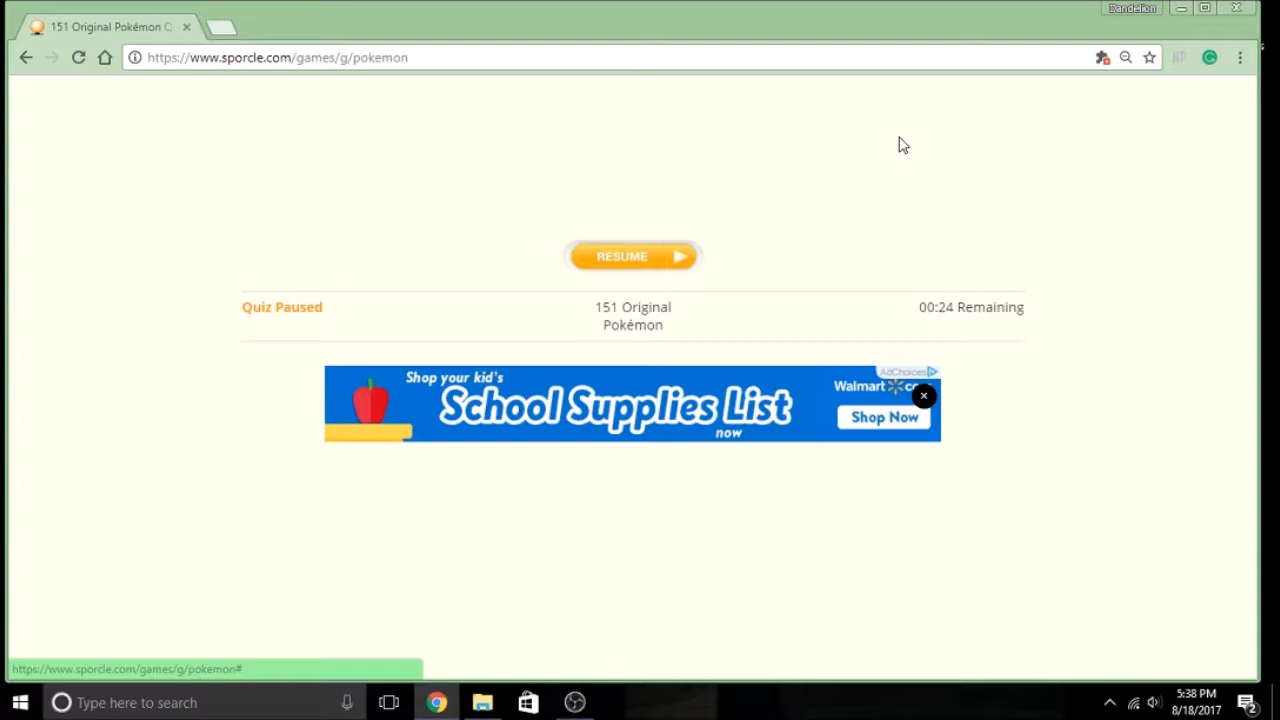 Dandelion
151 Original Pokémon Q
https://www.sporcle.com/games/g/pokemon
RESUME
Quiz Paused
151 Original
Pokémon
00:24 Remaining
AdChoices
Shop your kid's
School Supplies List
now
Walmart
Shop Now
https://www.sporcle.com/games/g/pokemon#
Type here to search
5:38 PM
8/18/2017
2